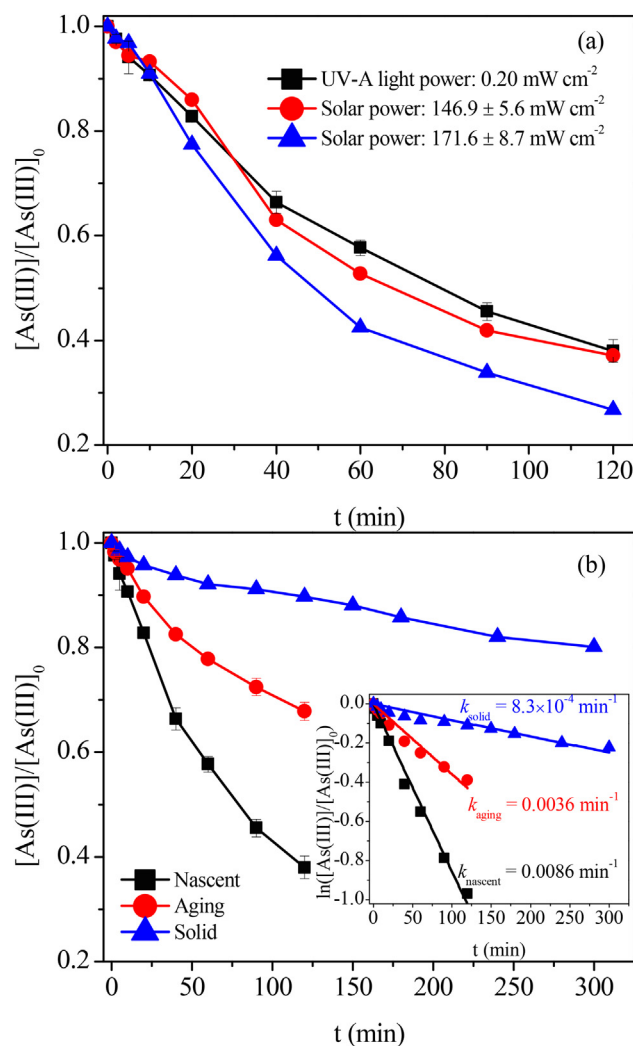 (a)
UV-A light power: 0.20 mW cm⁻²
Solar power: 146.9 ± 5.6 mW cm⁻²
Solar power: 171.6 ± 8.7 mW cm⁻²
[As(III)]/[As(III)]₀
1.0
0.8
0.6
0.4
0.2
0 20 40 60 80 100 120
t (min)
(b)
[As(III)]/[As(III)]₀
1.0
0.8
0.6
0.4
0.2
Nascent
Aging
Solid
ln([As(III)]/[As(III)]₀)
0.0
-0.2
-0.4
-0.6
-0.8
-1.0
k solid = 8.3×10⁻⁴ min⁻¹
k aging = 0.0036 min⁻¹
k nascent = 0.0086 min⁻¹
0 50 100 150 200 250 300
t (min)
0 50 100 150 200 250 300
t (min)